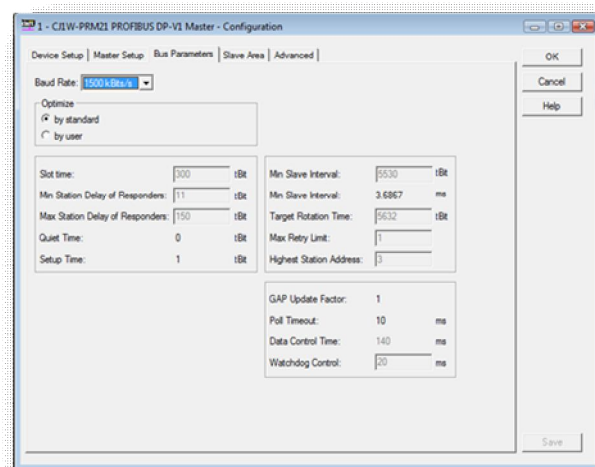 1 - CJ1W-PRM21 PROFIBUS DP-V1 Master - Configuration
Device Setup | Master Setup | Bus Parameters | Slave Area | Advanced
OK
Baud Rate: 1500 kBits/s
Cancel
Optimize
Help
by standard
by user
Slot time: 300 tBit
Min Station Delay of Responders: 11 tBit
Max Station Delay of Responders: 150 tBit
Quiet Time: 0 tBit
Setup Time: 1 tBit
Min Slave Interval: 5530 tBit
Min Slave Interval: 3.6867 ms
Target Rotation Time: 5632 tBit
Max Retry Limit: 1
Highest Station Address: 3
GAP Update Factor: 1
Poll Timeout: 10 ms
Data Control Time: 140 ms
Watchdog Control: 20 ms
Save